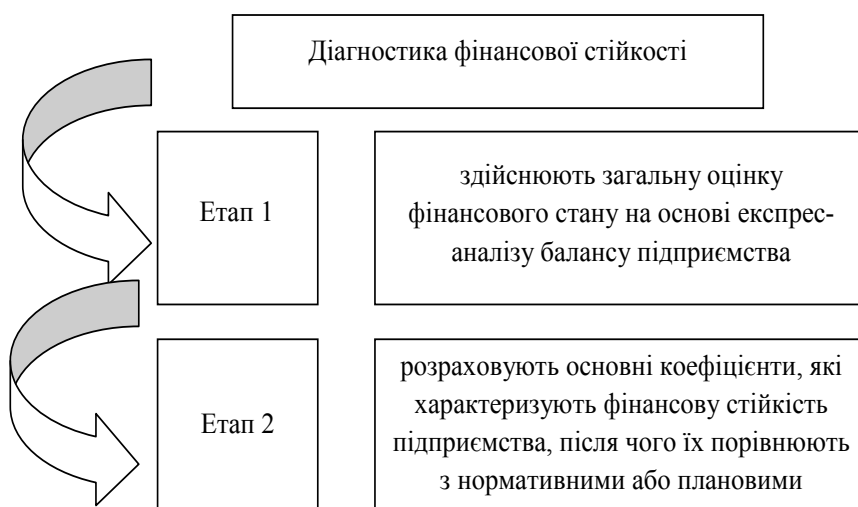 Діагностика фінансової стійкості
Етап 1
здійснюють загальну оцінку
фінансового стану на основі експрес-
аналізу балансу підприємства
Етап 2
розраховують основні коефіцієнти, які
характеризують фінансову стійкість
підприємства, після чого їх порівнюють
з нормативними або плановими